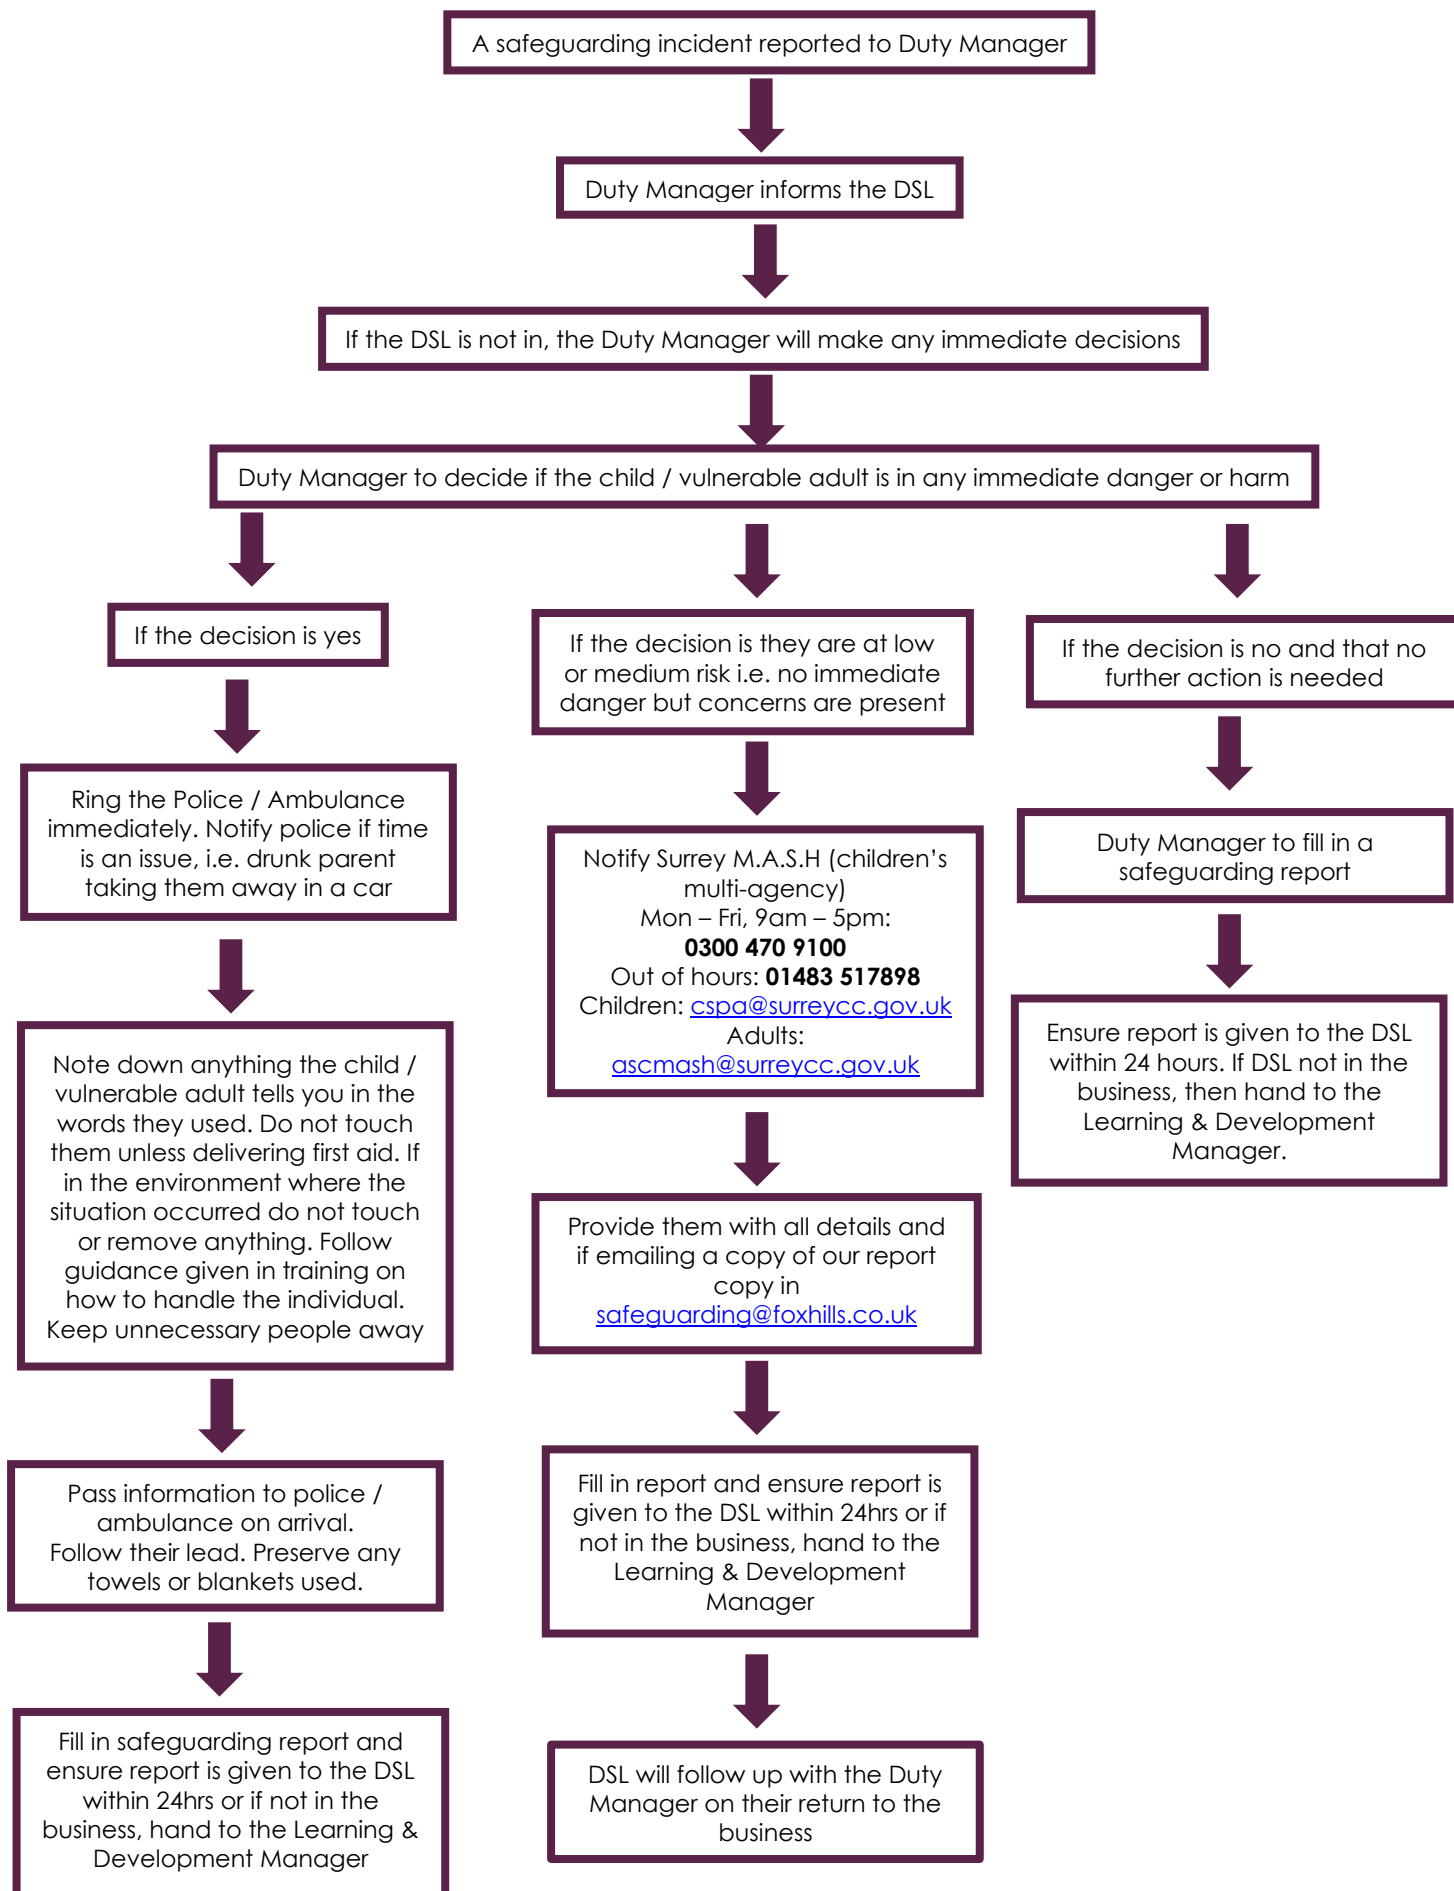 A safeguarding incident reported to Duty Manager
Duty Manager informs the DSL
If the DSL is not in, the Duty Manager will make any immediate decisions
Duty Manager to decide if the child / vulnerable adult is in any immediate danger or harm
If the decision is yes
Ring the Police / Ambulance
immediately. Notify police if time
is an issue, i.e. drunk parent
taking them away in a car
Note down anything the child /
vulnerable adult tells you in the
words they used. Do not touch
them unless delivering first aid. If
in the environment where the
situation occurred do not touch
or remove anything. Follow
guidance given in training on
how to handle the individual.
Keep unnecessary people away
Pass information to police /
ambulance on arrival.
Follow their lead. Preserve any
towels or blankets used.
Fill in safeguarding report and
ensure report is given to the DSL
within 24hrs or if not in the
business, hand to the Learning &
Development Manager
If the decision is they are at low
or medium risk i.e. no immediate
danger but concerns are present
Notify Surrey M.A.S.H (children’s
multi-agency)
Mon – Fri, 9am – 5pm:
0300 470 9100
Out of hours: 01483 517898
Children: cspa@surreycc.gov.uk
Adults:
ascmash@surreycc.gov.uk
Provide them with all details and
if emailing a copy of our report
copy in
safeguarding@foxhills.co.uk
Fill in report and ensure report is
given to the DSL within 24hrs or if
not in the business, hand to the
Learning & Development
Manager
DSL will follow up with the Duty
Manager on their return to the
business
If the decision is no and that no
further action is needed
Duty Manager to fill in a
safeguarding report
Ensure report is given to the DSL
within 24 hours. If DSL not in the
business, then hand to the
Learning & Development
Manager.